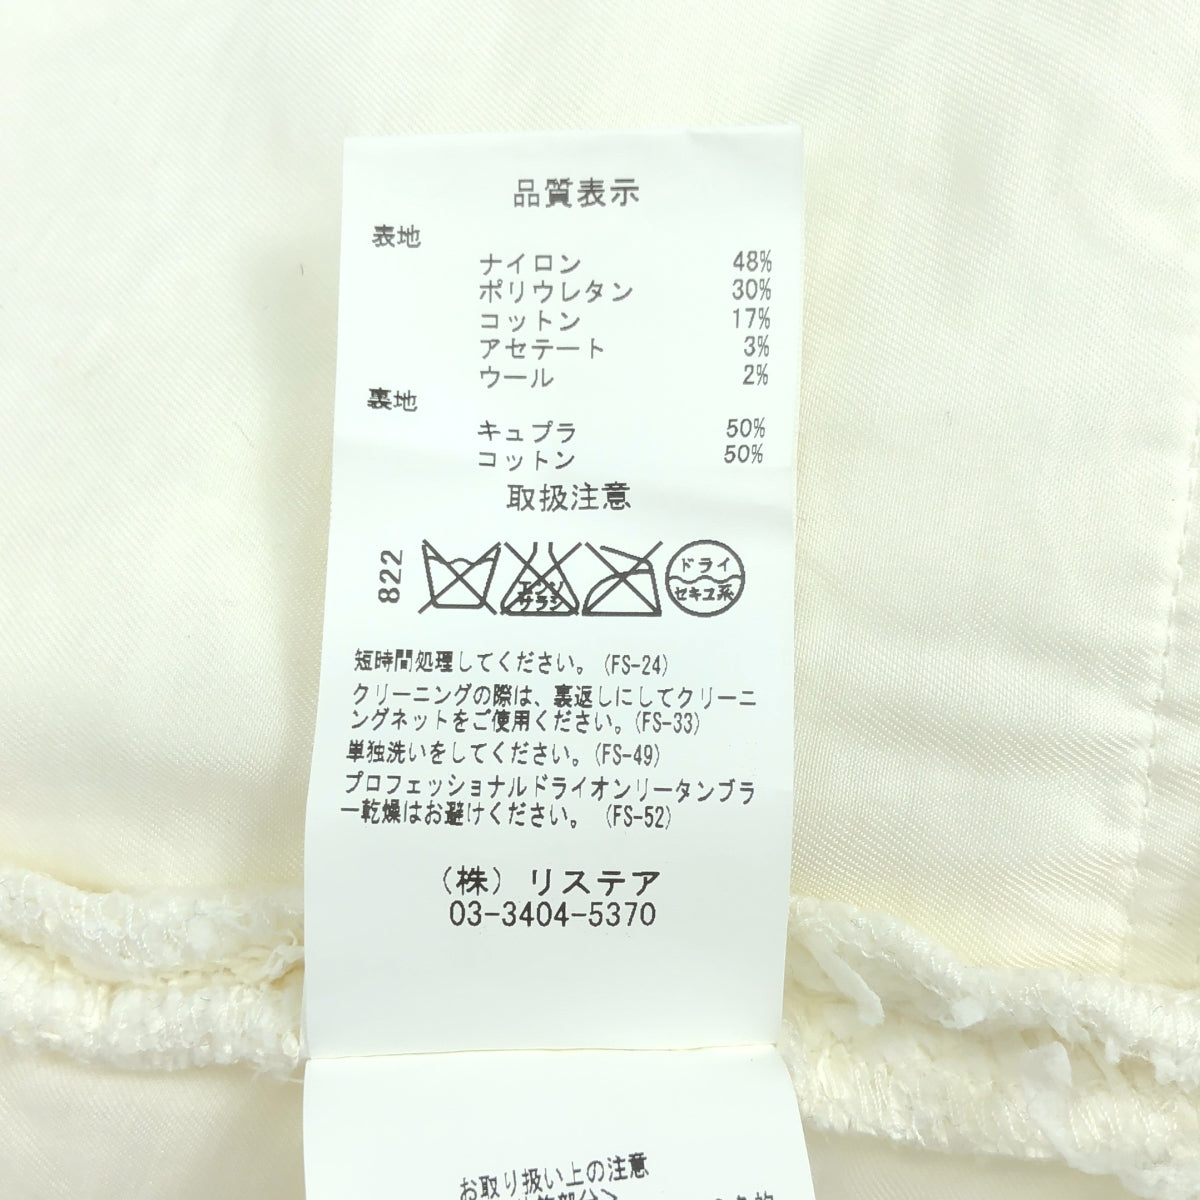 品質表示
表地
ナイロン 48%
ポリウレタン 30%
コットン 17%
アセテート 3%
ウール 2%
裏地
キュプラ 50%
コットン 50%
取扱注意
822
エンソ
サラシ
ドライ
セキユ系
短時間処理してください。(FS-24)
クリーニングの際は、裏返しにしてクリーニ
ングネットをご使用ください。(FS-33)
単独洗いをしてください。(FS-49)
プロフェッショナルドライオンリータンブラ
ー乾燥はお避けください。(FS-52)
(株) リステア
03-3404-5370
お取り扱い上の注意